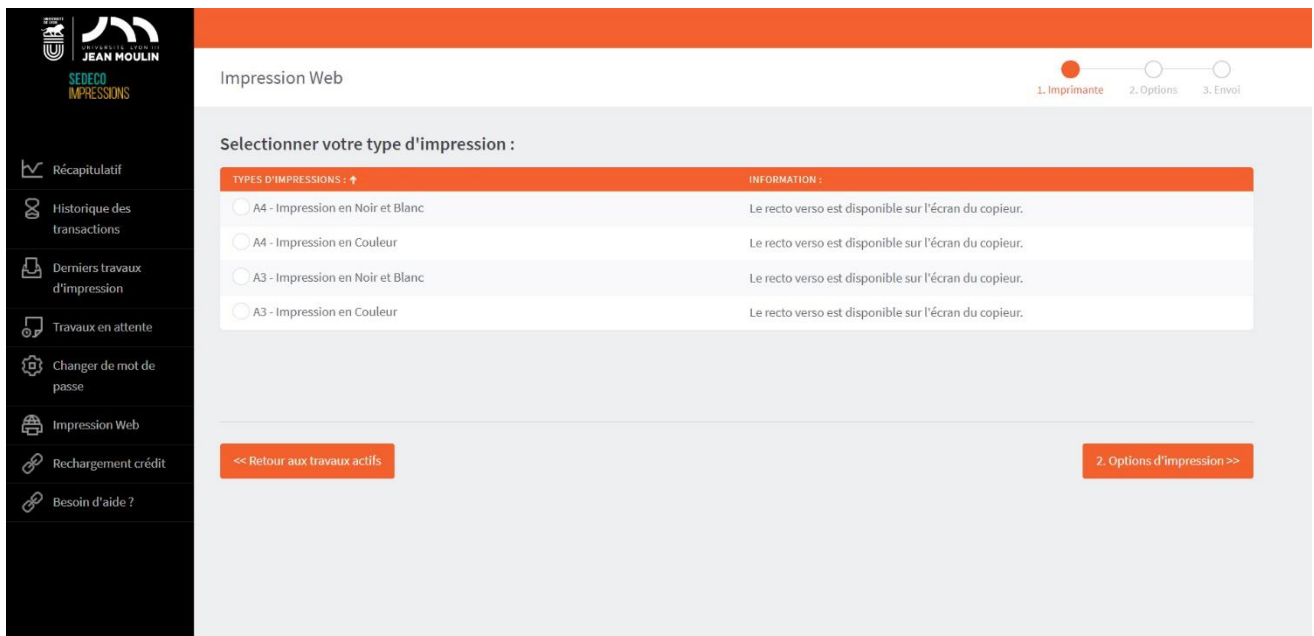 UNIVERSITÉ
DE LYON
UNIVERSITÉ LYON III
JEAN MOULIN
SEDECO
IMPRESSIONS
Récapitulatif
Historique des
transactions
Derniers travaux
d'impression
Travaux en attente
Changer de mot de
passe
Impression Web
Rechargement crédit
Besoin d'aide ?
Impression Web
1. Imprimante 2. Options 3. Envoi
Selectionner votre type d'impression :
TYPES D'IMPRESSIONS : INFORMATION :
A4 - Impression en Noir et Blanc Le recto verso est disponible sur l'écran du copieur.
A4 - Impression en Couleur Le recto verso est disponible sur l'écran du copieur.
A3 - Impression en Noir et Blanc Le recto verso est disponible sur l'écran du copieur.
A3 - Impression en Couleur Le recto verso est disponible sur l'écran du copieur.
<< Retour aux travaux actifs 2. Options d'impression >>